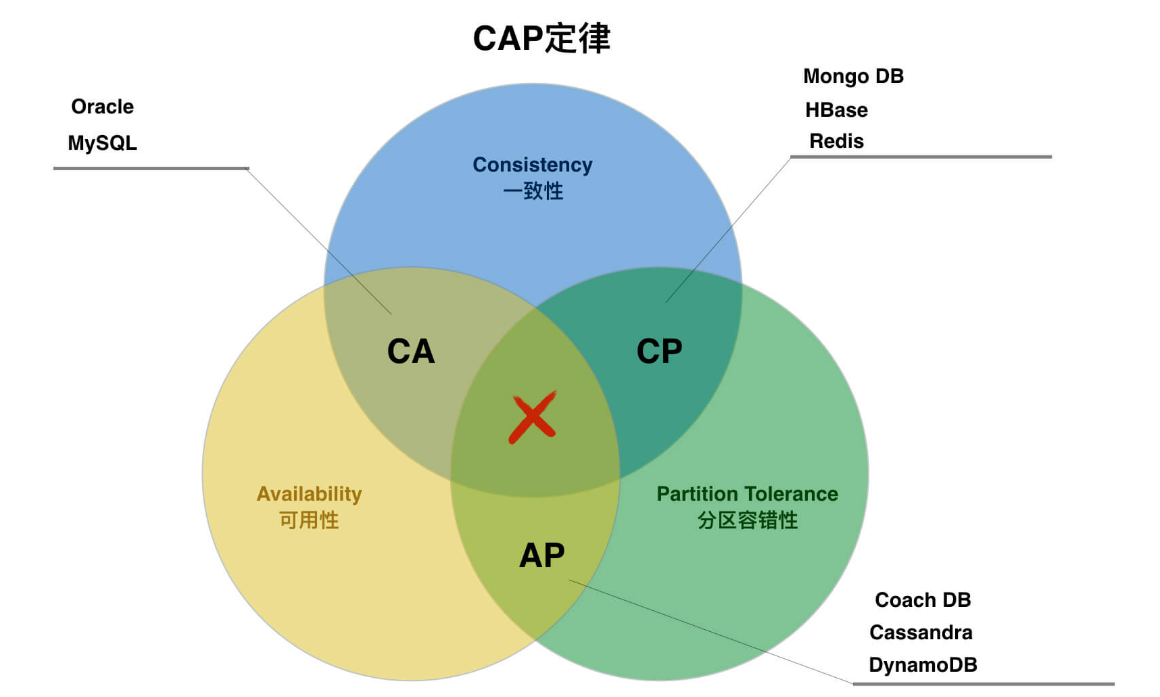 CAP定律
Oracle
MySQL
Mongo DB
HBase
Redis
Consistency
一致性
CA
CP
Availability
可用性
Partition Tolerance
分区容错性
AP
Coach DB
Cassandra
DynamoDB